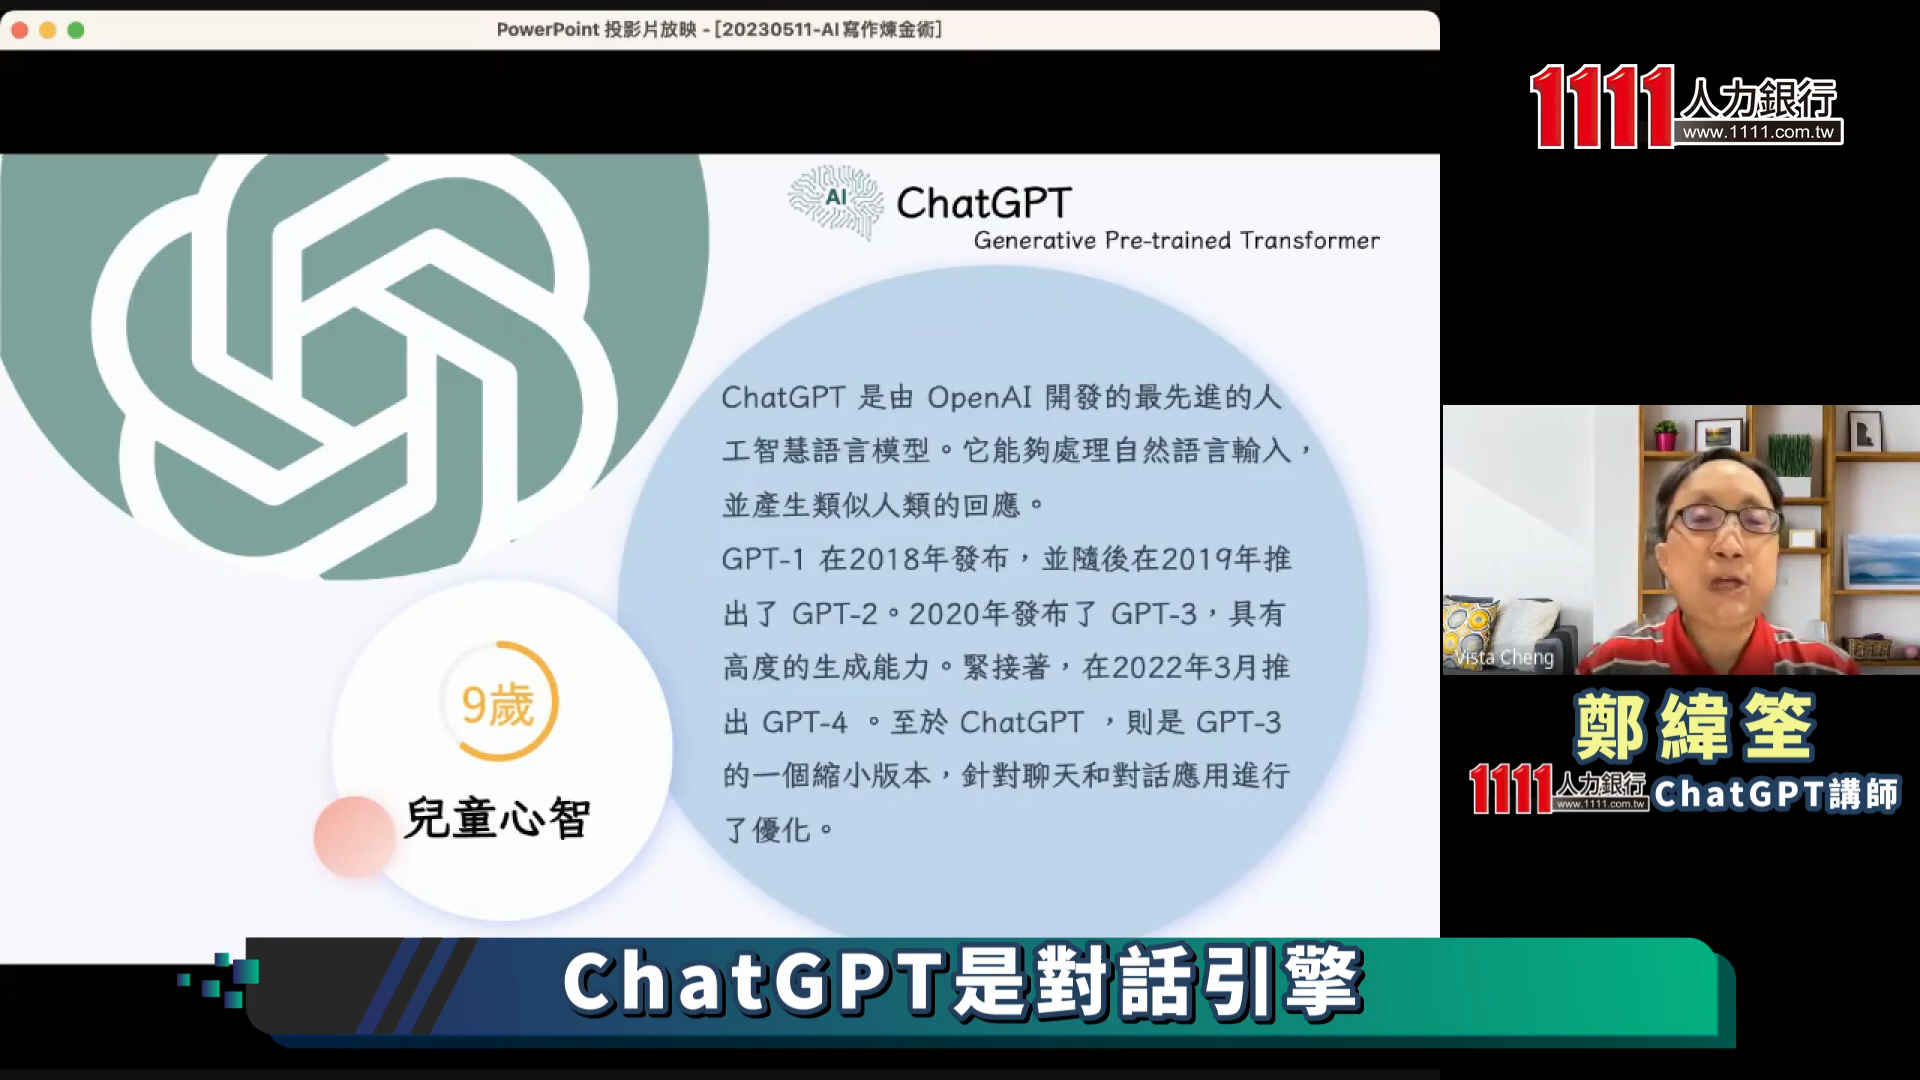 PowerPoint 投影片放映 - [20230511-AI寫作煉金術]
1111人力銀行
www.1111.com.tw
AI
ChatGPT
Generative Pre-trained Transformer
ChatGPT 是由 OpenAI 開發的最先進的人
工智慧語言模型。它能夠處理自然語言輸入，
並產生類似人類的回應。
GPT-1 在2018年發布，並隨後在2019年推
出了 GPT-2。2020年發布了 GPT-3，具有
高度的生成能力。緊接著，在2022年3月推
出 GPT-4 。至於 ChatGPT ，則是 GPT-3
的一個縮小版本，針對聊天和對話應用進行
了優化。
9歲
兒童心智
Vista Cheng
鄭緯筌
1111人力銀行
www.1111.com.tw
ChatGPT講師
ChatGPT是對話引擎